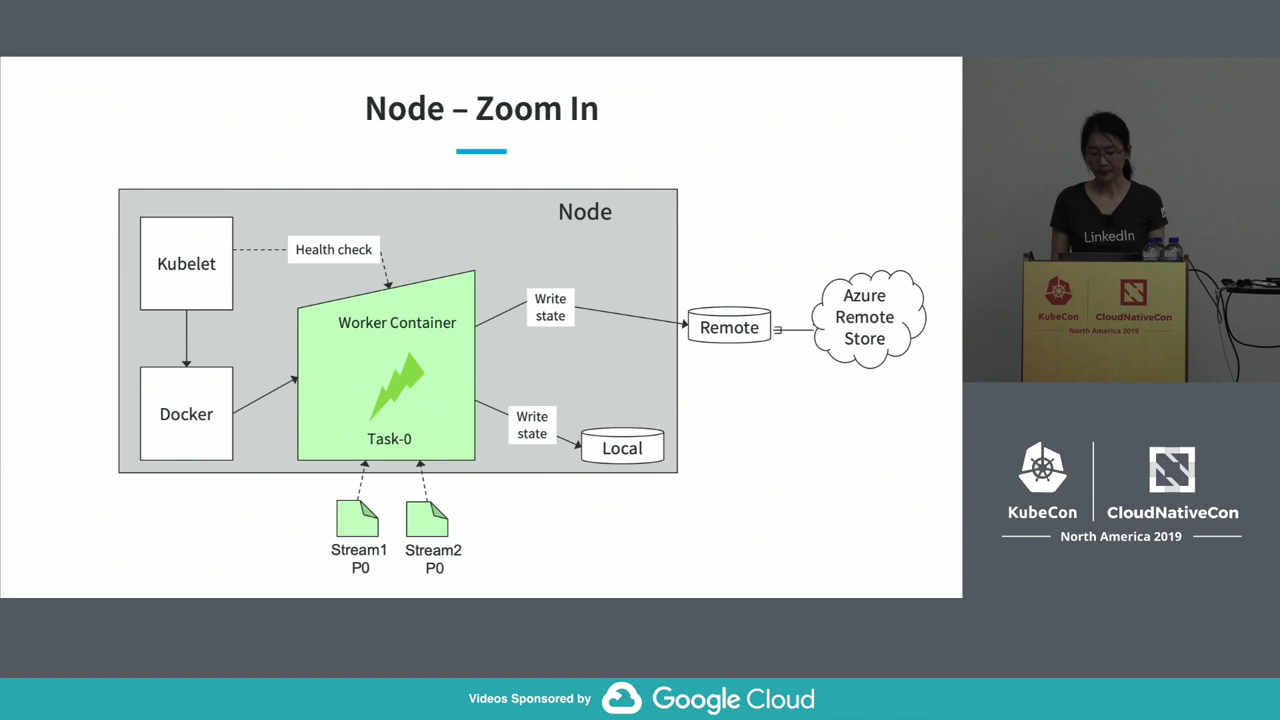 Node – Zoom In
Node
Kubelet
Health check
Worker Container
Task-0
Docker
Write
state
Write
state
Remote
Local
Azure
Remote
Store
Stream1
P0
Stream2
P0
LinkedIn
KubeCon
CloudNativeCon
North America 2019
KubeCon
CloudNativeCon
North America 2019
Videos Sponsored by
Google Cloud